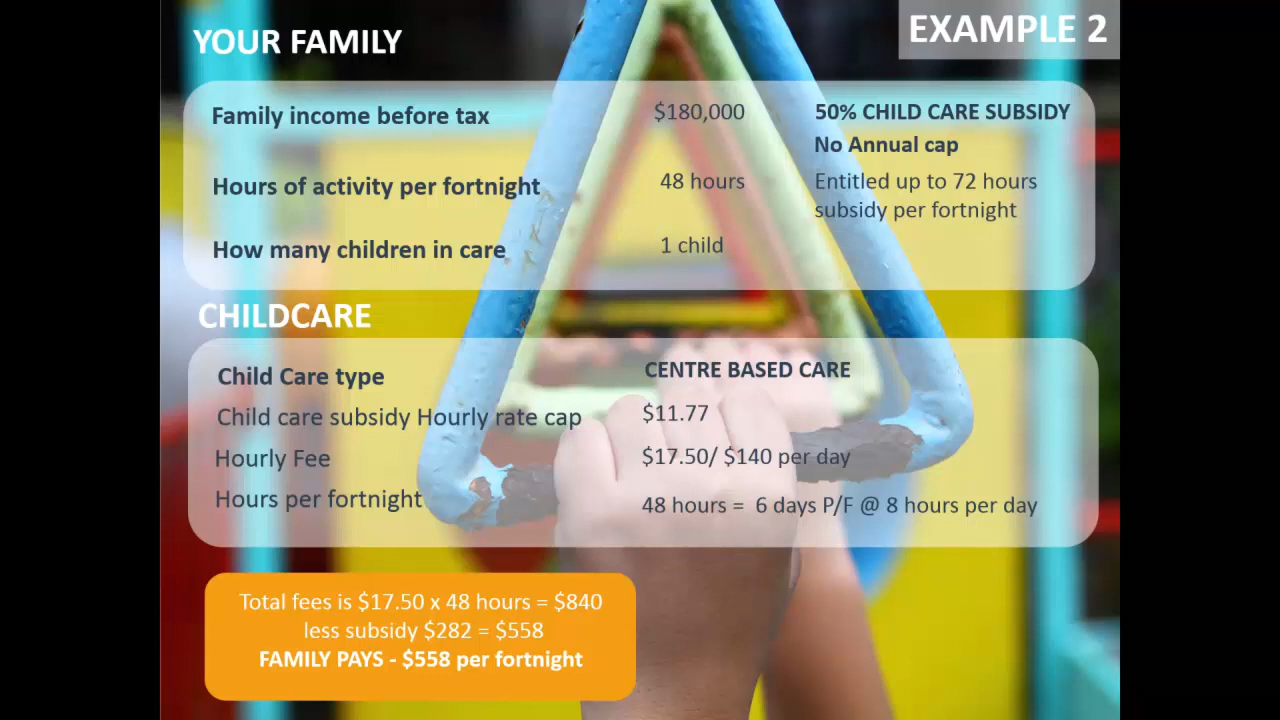 YOUR FAMILY
EXAMPLE 2
Family income before tax
$180,000
50% CHILD CARE SUBSIDY
No Annual cap
Hours of activity per fortnight
48 hours
Entitled up to 72 hours
subsidy per fortnight
How many children in care
1 child
CHILDCARE
Child Care type
CENTRE BASED CARE
Child care subsidy Hourly rate cap
$11.77
Hourly Fee
$17.50/ $140 per day
Hours per fortnight
48 hours = 6 days P/F @ 8 hours per day
Total fees is $17.50 x 48 hours = $840
less subsidy $282 = $558
FAMILY PAYS - $558 per fortnight